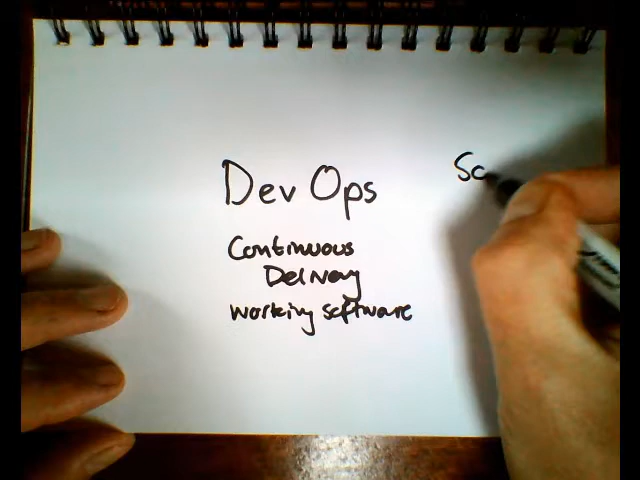 Dev Ops
Sc
Continuous
Delivery
working software